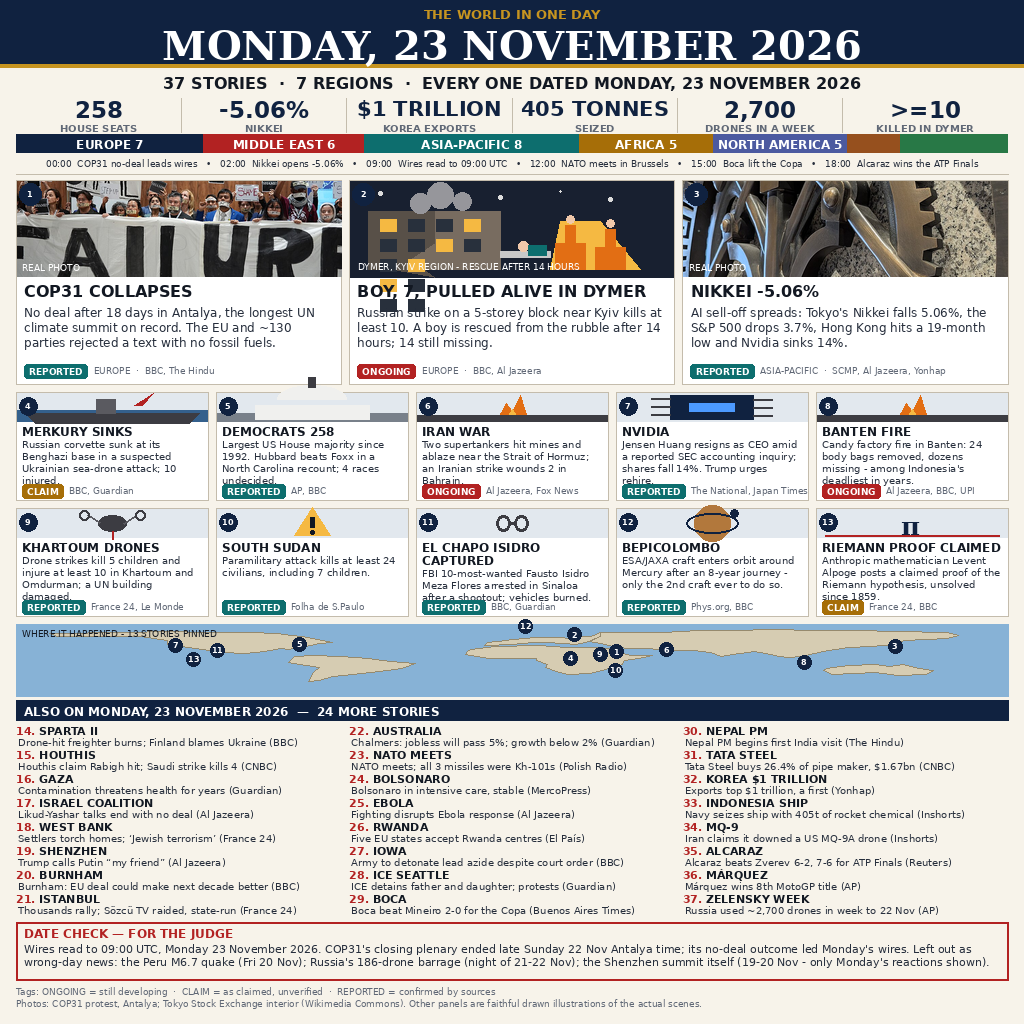 THE WORLD IN ONE DAY
MONDAY, 23 NOVEMBER 2026
37 STORIES · 7 REGIONS · EVERY ONE DATED MONDAY, 23 NOVEMBER 2026
258
HOUSE SEATS
-5.06%
NIKKEI
$1 TRILLION
KOREA EXPORTS
405 TONNES
SEIZED
2,700
DRONES IN A WEEK
>=10
KILLED IN DYMER
EUROPE 7
MIDDLE EAST 6
ASIA-PACIFIC 8
AFRICA 5
NORTH AMERICA 5
00:00 COP31 no-deal leads wires • 02:00 Nikkei opens -5.06% • 09:00 Wires read to 09:00 UTC • 12:00 NATO meets in Brussels • 15:00 Boca lift the Copa • 18:00 Alcaraz wins the ATP Finals
1
FAILURE
REAL PHOTO
COP31 COLLAPSES
No deal after 18 days in Antalya, the longest UN
climate summit on record. The EU and ~130
parties rejected a text with no fossil fuels.
REPORTED EUROPE · BBC, The Hindu
2
DYMER, KYIV REGION - RESCUE AFTER 14 HOURS
BOY, 7, PULLED ALIVE IN DYMER
Russian strike on a 5-storey block near Kyiv kills at
least 10. A boy is rescued from the rubble after 14
hours; 14 still missing.
ONGOING EUROPE · BBC, Al Jazeera
3
REAL PHOTO
NIKKEI -5.06%
AI sell-off spreads: Tokyo's Nikkei falls 5.06%, the
S&P 500 drops 3.7%, Hong Kong hits a 19-month
low and Nvidia sinks 14%.
REPORTED ASIA-PACIFIC · SCMP, Al Jazeera, Yonhap
4
MERKURY SINKS
Russian corvette sunk at its
Benghazi base in a suspected
Ukrainian sea-drone attack; 10
injured.
CLAIM BBC, Guardian
5
DEMOCRATS 258
Largest US House majority since
1992. Hubbard beats Foxx in a
North Carolina recount; 4 races
undecided.
REPORTED AP, BBC
6
IRAN WAR
Two supertankers hit mines and
ablaze near the Strait of Hormuz;
an Iranian strike wounds 2 in
Bahrain.
ONGOING Al Jazeera, Fox News
7
NVIDIA
Jensen Huang resigns as CEO amid
a reported SEC accounting inquiry;
shares fall 14%. Trump urges
rehire.
REPORTED The National, Japan Times
8
BANTEN FIRE
Candy factory fire in Banten: 24
body bags removed, dozens
missing - among Indonesia's
deadliest in years.
ONGOING Al Jazeera, BBC, UPI
9
KHARTOUM DRONES
Drone strikes kill 5 children and
injure at least 10 in Khartoum and
Omdurman; a UN building
damaged.
REPORTED France 24, Le Monde
10
SOUTH SUDAN
Paramilitary attack kills at least 24
civilians, including 7 children.
REPORTED Folha de S.Paulo
11
EL CHAPO ISIDRO
CAPTURED
FBI 10-most-wanted Fausto Isidro
Meza Flores arrested in Sinaloa
after a shootout; vehicles burned.
REPORTED BBC, Guardian
12
BEPICOLOMBO
ESA/JAXA craft enters orbit around
Mercury after an 8-year journey -
only the 2nd craft ever to do so.
REPORTED Phys.org, BBC
13
π
RIEMANN PROOF CLAIMED
Anthropic mathematician Levent
Alpoge posts a claimed proof of the
Riemann hypothesis, unsolved
since 1859.
CLAIM France 24, BBC
WHERE IT HAPPENED - 13 STORIES PINNED
7
13
11
5
12
2
4
9
1
10
6
8
3
ALSO ON MONDAY, 23 NOVEMBER 2026 — 24 MORE STORIES
14. SPARTA II
Drone-hit freighter burns; Finland blames Ukraine (BBC)
15. HOUTHIS
Houthis claim Rabigh hit; Saudi strike kills 4 (CNBC)
16. GAZA
Contamination threatens health for years (Guardian)
17. ISRAEL COALITION
Likud-Yashar talks end with no deal (Al Jazeera)
18. WEST BANK
Settlers torch homes; ‘Jewish terrorism’ (France 24)
19. SHENZHEN
Trump calls Putin “my friend” (Al Jazeera)
20. BURNHAM
Burnham: EU deal could make next decade better (BBC)
21. ISTANBUL
Thousands rally; Sözcü TV raided, state-run (France 24)
22. AUSTRALIA
Chalmers: jobless will pass 5%; growth below 2% (Guardian)
23. NATO MEETS
NATO meets; all 3 missiles were Kh-101s (Polish Radio)
24. BOLSONARO
Bolsonaro in intensive care, stable (MercoPress)
25. EBOLA
Fighting disrupts Ebola response (Al Jazeera)
26. RWANDA
Five EU states accept Rwanda centres (El País)
27. IOWA
Army to detonate lead azide despite court order (BBC)
28. ICE SEATTLE
ICE detains father and daughter; protests (Guardian)
29. BOCA
Boca beat Mineiro 2-0 for the Copa (Buenos Aires Times)
30. NEPAL PM
Nepal PM begins first India visit (The Hindu)
31. TATA STEEL
Tata Steel buys 26.4% of pipe maker, $1.67bn (CNBC)
32. KOREA $1 TRILLION
Exports top $1 trillion, a first (Yonhap)
33. INDONESIA SHIP
Navy seizes ship with 405t of rocket chemical (Inshorts)
34. MQ-9
Iran claims it downed a US MQ-9A drone (Inshorts)
35. ALCARAZ
Alcaraz beats Zverev 6-2, 7-6 for ATP Finals (Reuters)
36. MÁRQUEZ
Márquez wins 8th MotoGP title (AP)
37. ZELENSKY WEEK
Russia used ~2,700 drones in week to 22 Nov (AP)
DATE CHECK — FOR THE JUDGE
Wires read to 09:00 UTC, Monday 23 November 2026. COP31's closing plenary ended late Sunday 22 Nov Antalya time; its no-deal outcome led Monday's wires. Left out as
wrong-day news: the Peru M6.7 quake (Fri 20 Nov); Russia's 186-drone barrage (night of 21-22 Nov); the Shenzhen summit itself (19-20 Nov - only Monday's reactions shown).
Tags: ONGOING = still developing · CLAIM = as claimed, unverified · REPORTED = confirmed by sources
Photos: COP31 protest, Antalya; Tokyo Stock Exchange interior (Wikimedia Commons). Other panels are faithful drawn illustrations of the actual scenes.